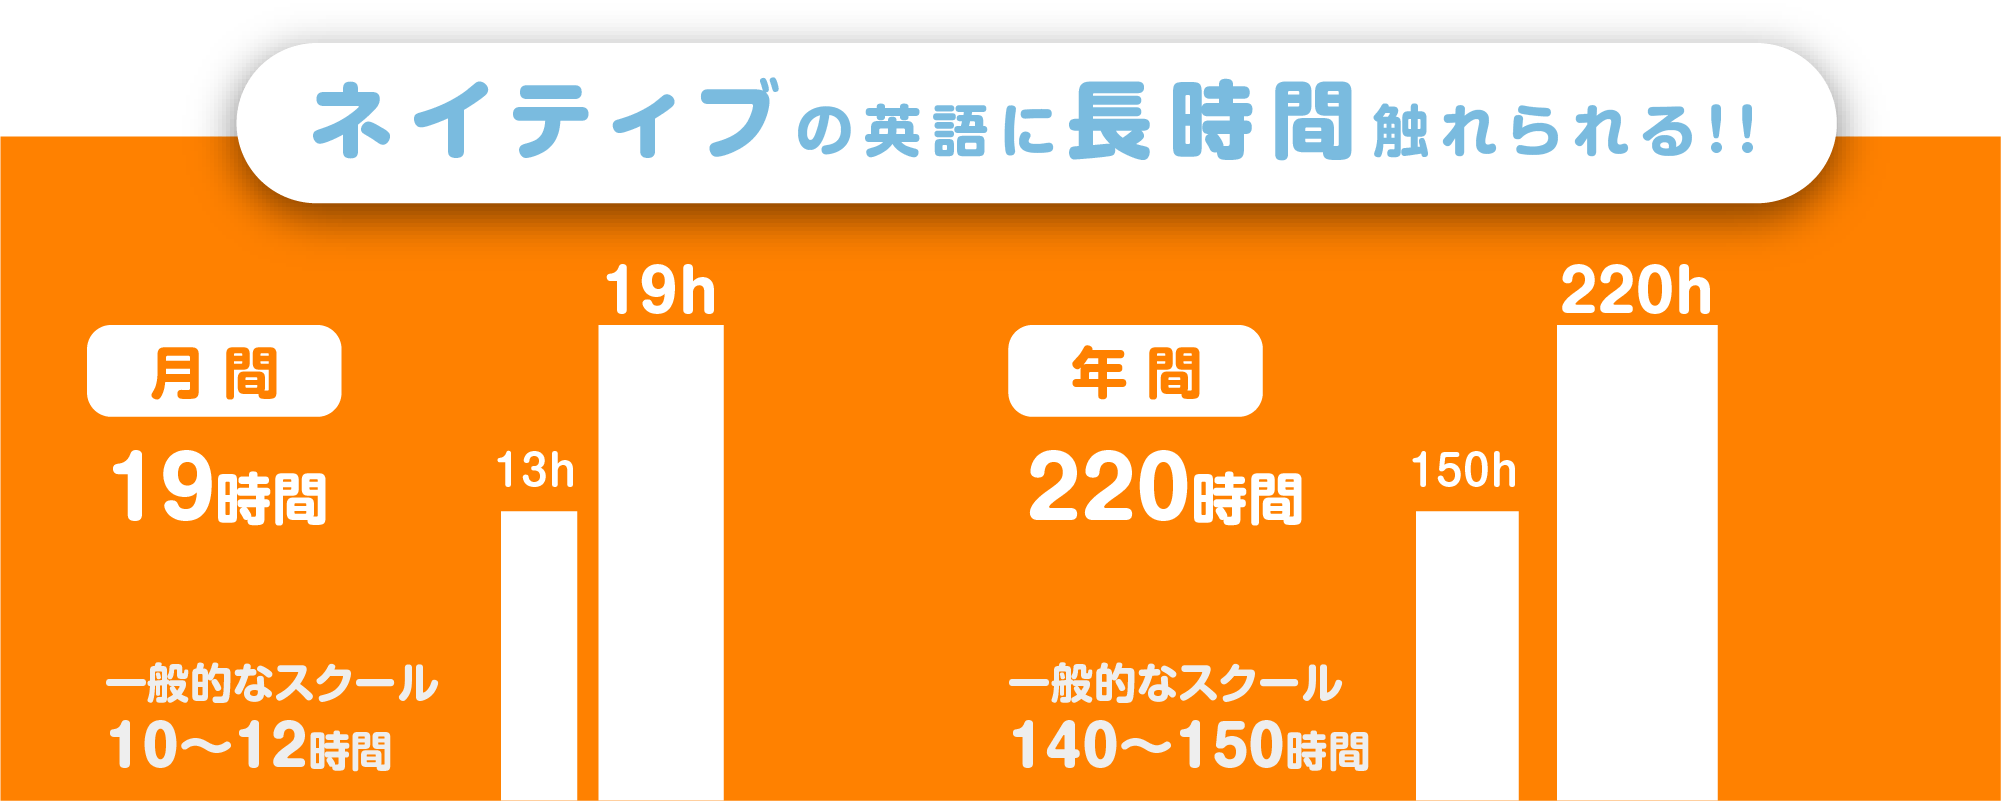 ネイティブの英語に長時間触れられる!!
月間
19時間
13h
19h
一般的なスクール
10〜12時間
年間
220時間
150h
220h
一般的なスクール
140〜150時間